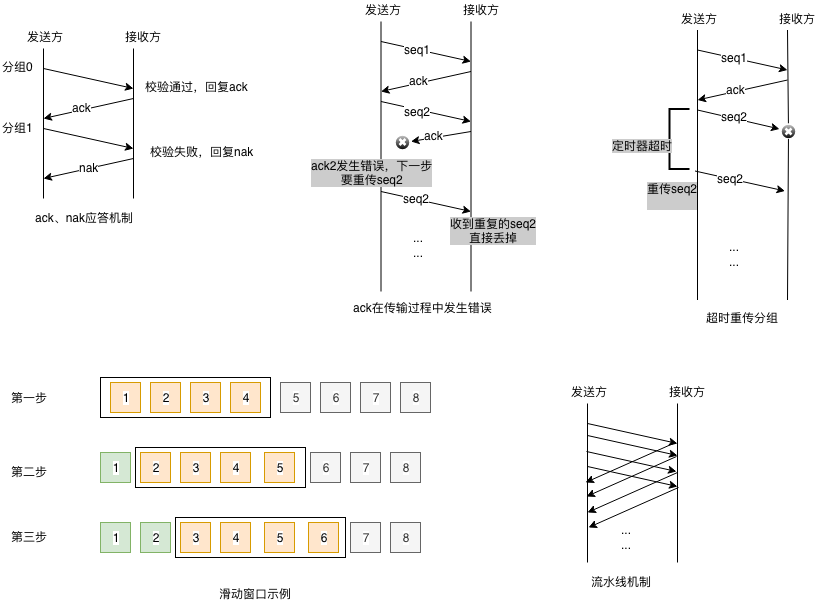 发送方
接收方
分组0
校验通过，回复ack
ack
分组1
校验失败，回复nak
nak
ack、nak应答机制
发送方
接收方
seq1
ack
seq2
ack
ack2发生错误，下一步
要重传seq2
seq2
收到重复的seq2
直接丢掉
...
...
ack在传输过程中发生错误
发送方
接收方
seq1
ack
seq2
定时器超时
seq2
重传seq2
...
...
超时重传分组
第一步
1 2 3 4 5 6 7 8
第二步
1 2 3 4 5 6 7 8
第三步
1 2 3 4 5 6 7 8
滑动窗口示例
发送方
接收方
...
...
流水线机制